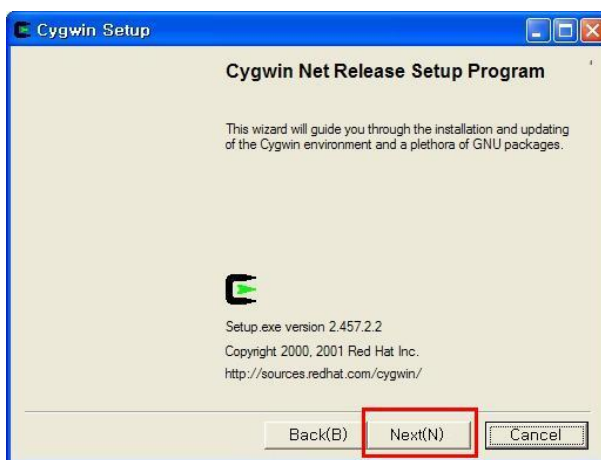 Cygwin Setup
Cygwin Net Release Setup Program
This wizard will guide you through the installation and updating
of the Cygwin environment and a plethora of GNU packages.
Setup.exe version 2.457.2.2
Copyright 2000, 2001 Red Hat Inc.
http://sources.redhat.com/cygwin/
Back(B) Next(N) Cancel